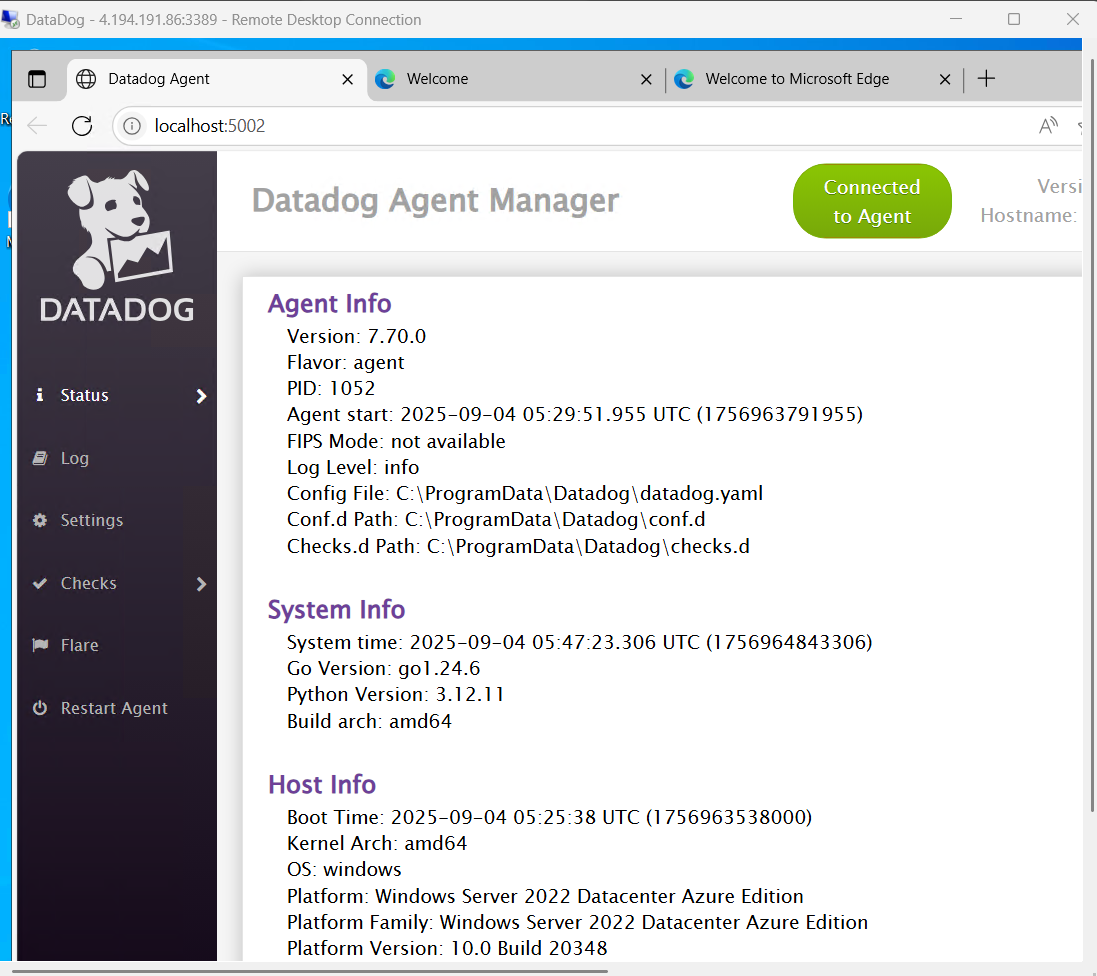 DataDog - 4.194.191.86:3389 - Remote Desktop Connection
Datadog Agent
Welcome
Welcome to Microsoft Edge
localhost:5002
DATADOG
Datadog Agent Manager
Connected
to Agent
Versi
Hostname:
Status
Log
Settings
Checks
Flare
Restart Agent
Agent Info
Version: 7.70.0
Flavor: agent
PID: 1052
Agent start: 2025-09-04 05:29:51.955 UTC (1756963791955)
FIPS Mode: not available
Log Level: info
Config File: C:\ProgramData\Datadog\datadog.yaml
Conf.d Path: C:\ProgramData\Datadog\conf.d
Checks.d Path: C:\ProgramData\Datadog\checks.d
System Info
System time: 2025-09-04 05:47:23.306 UTC (1756964843306)
Go Version: go1.24.6
Python Version: 3.12.11
Build arch: amd64
Host Info
Boot Time: 2025-09-04 05:25:38 UTC (1756963538000)
Kernel Arch: amd64
OS: windows
Platform: Windows Server 2022 Datacenter Azure Edition
Platform Family: Windows Server 2022 Datacenter Azure Edition
Platform Version: 10.0 Build 20348